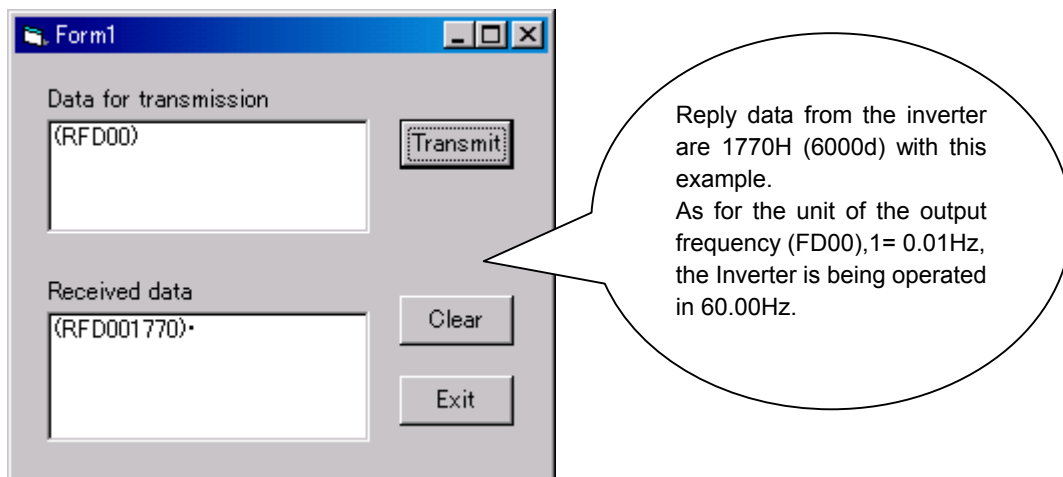 Form1
Data for transmission
(RFD00)
Transmit
Received data
(RFD001770)・
Clear
Exit
Reply data from the inverter
are 1770H (6000d) with this
example.
As for the unit of the output
frequency (FD00),1= 0.01Hz,
the Inverter is being operated
in 60.00Hz.